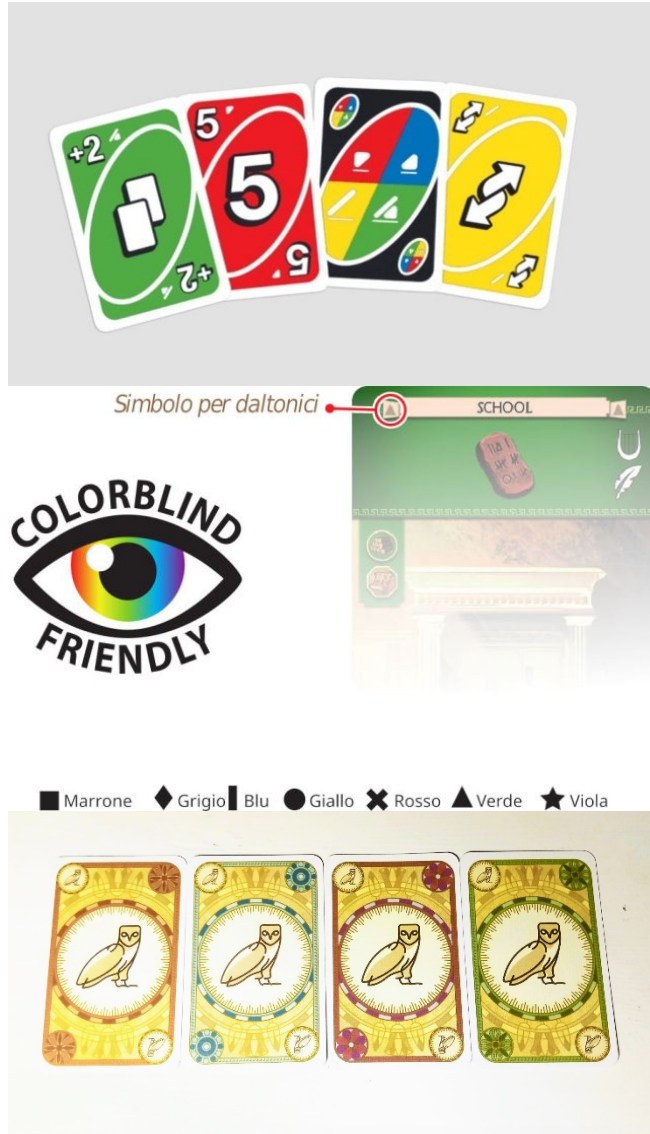 +2
5
+2
5
Simbolo per daltonici
SCHOOL
COLORBLIND
FRIENDLY
Marrone Grigio Blu Giallo Rosso Verde Viola